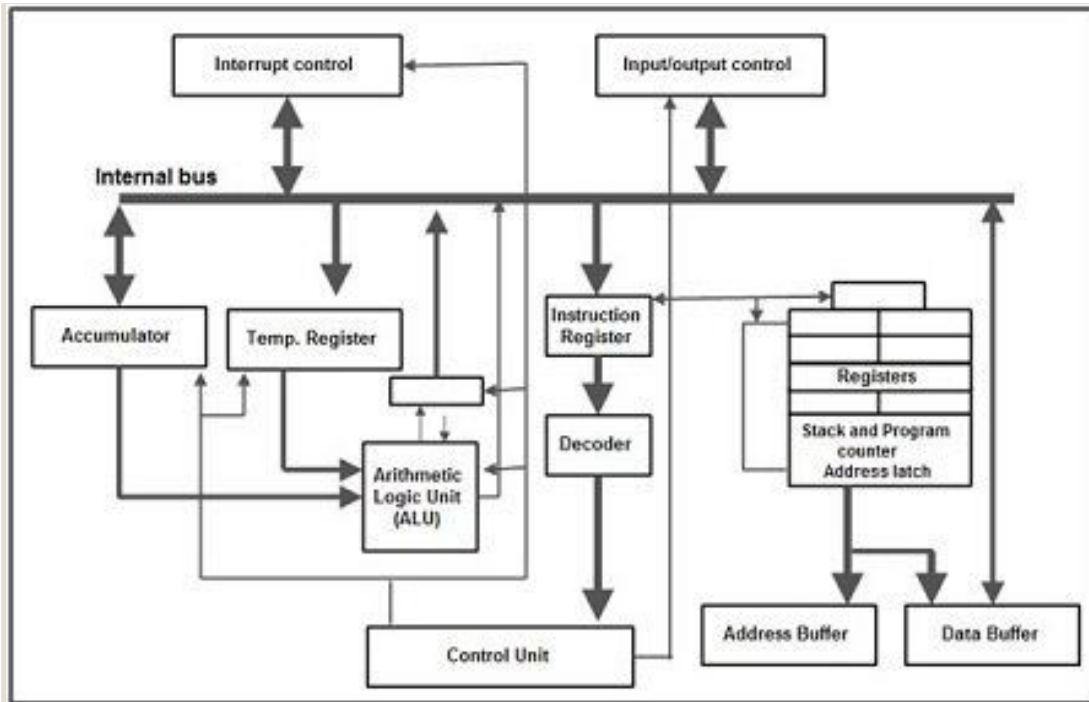 Interrupt control
Input/output control
Internal bus
Accumulator
Temp. Register
Instruction
Register
Registers
Stack and Program
counter
Address latch
Decoder
Arithmetic
Logic Unit
(ALU)
Address Buffer
Data Buffer
Control Unit